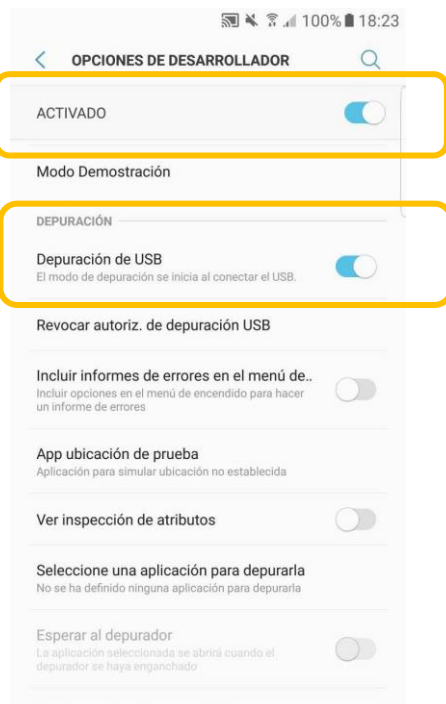 100% 18:23
OPCIONES DE DESARROLLADOR
ACTIVADO
Modo Demostración
DEPURACIÓN
Depuración de USB
El modo de depuración se inicia al conectar el USB.
Revocar autoriz. de depuración USB
Incluir informes de errores en el menú de..
Incluir opciones en el menú de encendido para hacer
un informe de errores
App ubicación de prueba
Aplicación para simular ubicación no establecida
Ver inspección de atributos
Seleccione una aplicación para depurarla
No se ha definido ninguna aplicación para depurarla
Esperar al depurador
La aplicación seleccionada se abrirá cuando el
depurador se haya enganchado